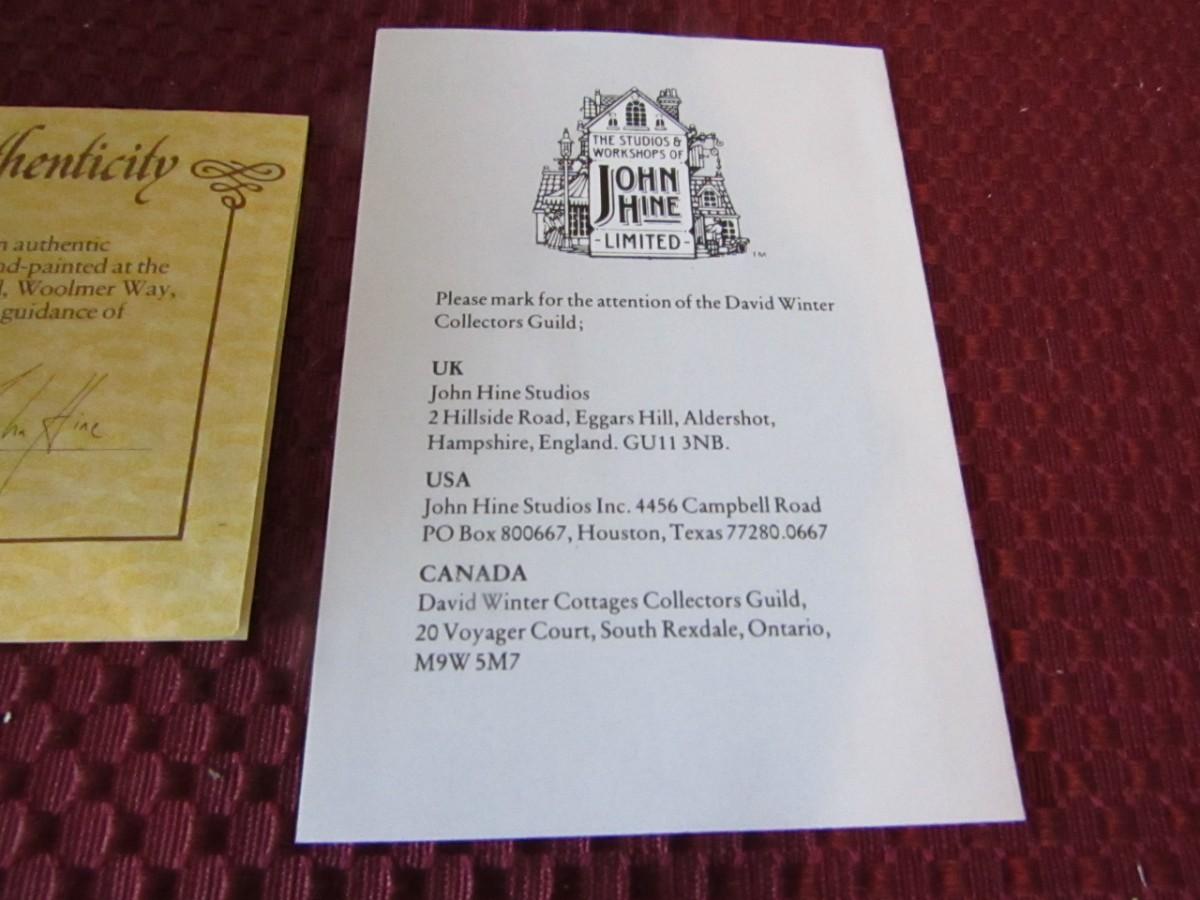 thenticity
n authentic
nd-painted at the
l, Woolmer Way,
guidance of
Hine
THE STUDIOS &
WORKSHOPS OF
JOHN
HINE
-LIMITED-
TM
Please mark for the attention of the David Winter
Collectors Guild;
UK
John Hine Studios
2 Hillside Road, Eggars Hill, Aldershot,
Hampshire, England. GU11 3NB.
USA
John Hine Studios Inc. 4456 Campbell Road
PO Box 800667, Houston, Texas 77280.0667
CANADA
David Winter Cottages Collectors Guild,
20 Voyager Court, South Rexdale, Ontario,
M9W 5M7